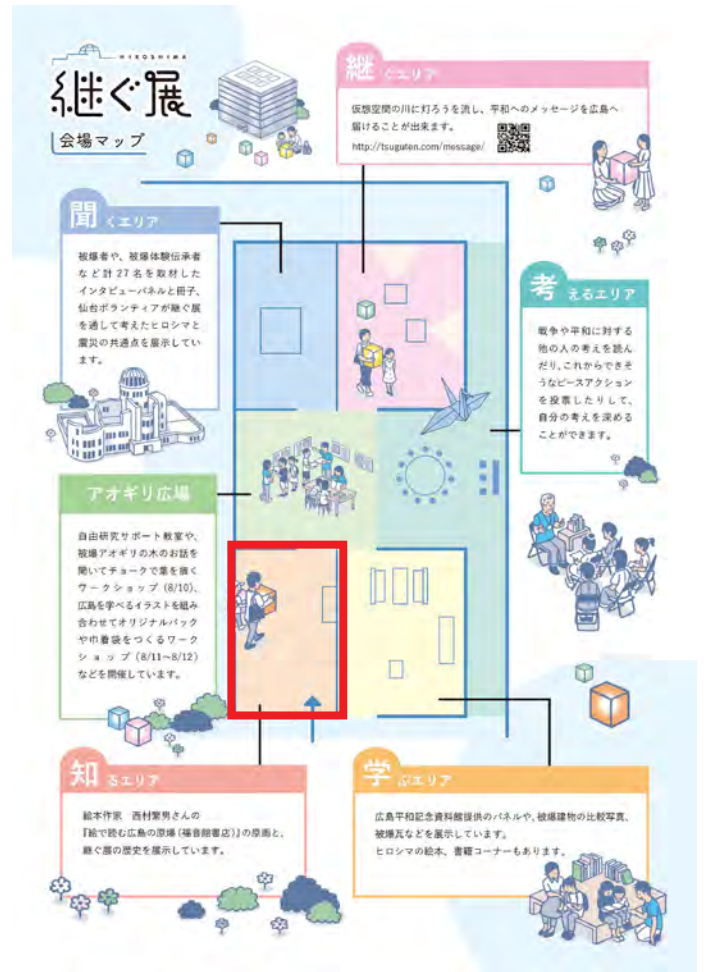 HIROSHIMA
継ぐ展
会場マップ
継ぐエリア
仮想空間の川に灯ろうを流し、平和へのメッセージを広島へ
届けることが出来ます。
http://tsuguten.com/message/
聞くエリア
被爆者や、被爆体験伝承者
など計27名を取材した
インタビューパネルと冊子、
仙台ボランティアが継ぐ展
を通して考えたヒロシマと
震災の共通点を展示してい
ます。
考えるエリア
戦争や平和に対する
他の人の考えを読ん
だり、これからできそ
うなピースアクション
を投票したりして、
自分の考えを深める
ことができます。
アオギリ広場
自由研究サポート教室や、
被爆アオギリの木のお話を
聞いてチョークで葉を描く
ワークショップ(8/10)、
広島を学べるイラストを組み
合わせてオリジナルバック
や巾着袋をつくるワーク
ショップ(8/11~8/12)
などを開催しています。
知るエリア
絵本作家 西村繁男さんの
『絵で読む広島の原爆(福音館書店)』の原画と、
継ぐ展の歴史を展示しています。
学ぶエリア
広島平和記念資料館提供のパネルや、被爆建物の比較写真、
被爆瓦などを展示しています。
ヒロシマの絵本、書籍コーナーもあります。